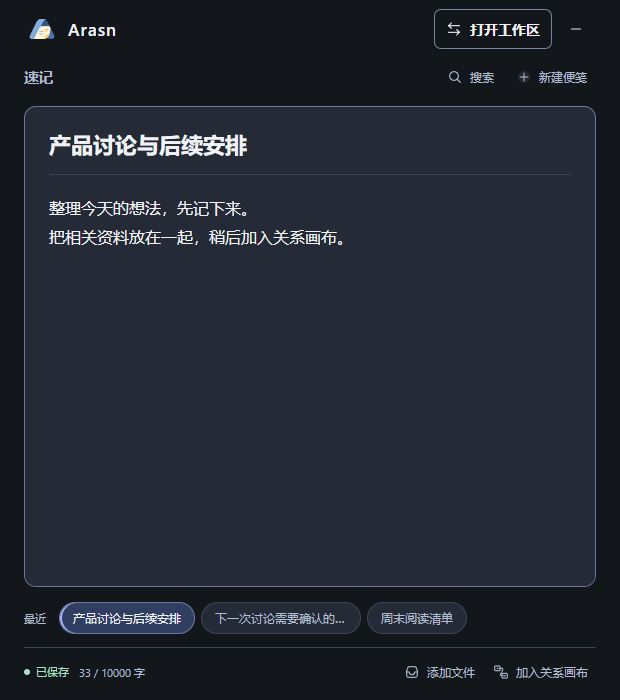 Arasn
打开工作区
速记
搜索
新建便笺
产品讨论与后续安排
整理今天的想法，先记下来。
把相关资料放在一起，稍后加入关系画布。
最近
产品讨论与后续安排
下一次讨论需要确认的...
周末阅读清单
已保存
33 / 10000 字
添加文件
加入关系画布